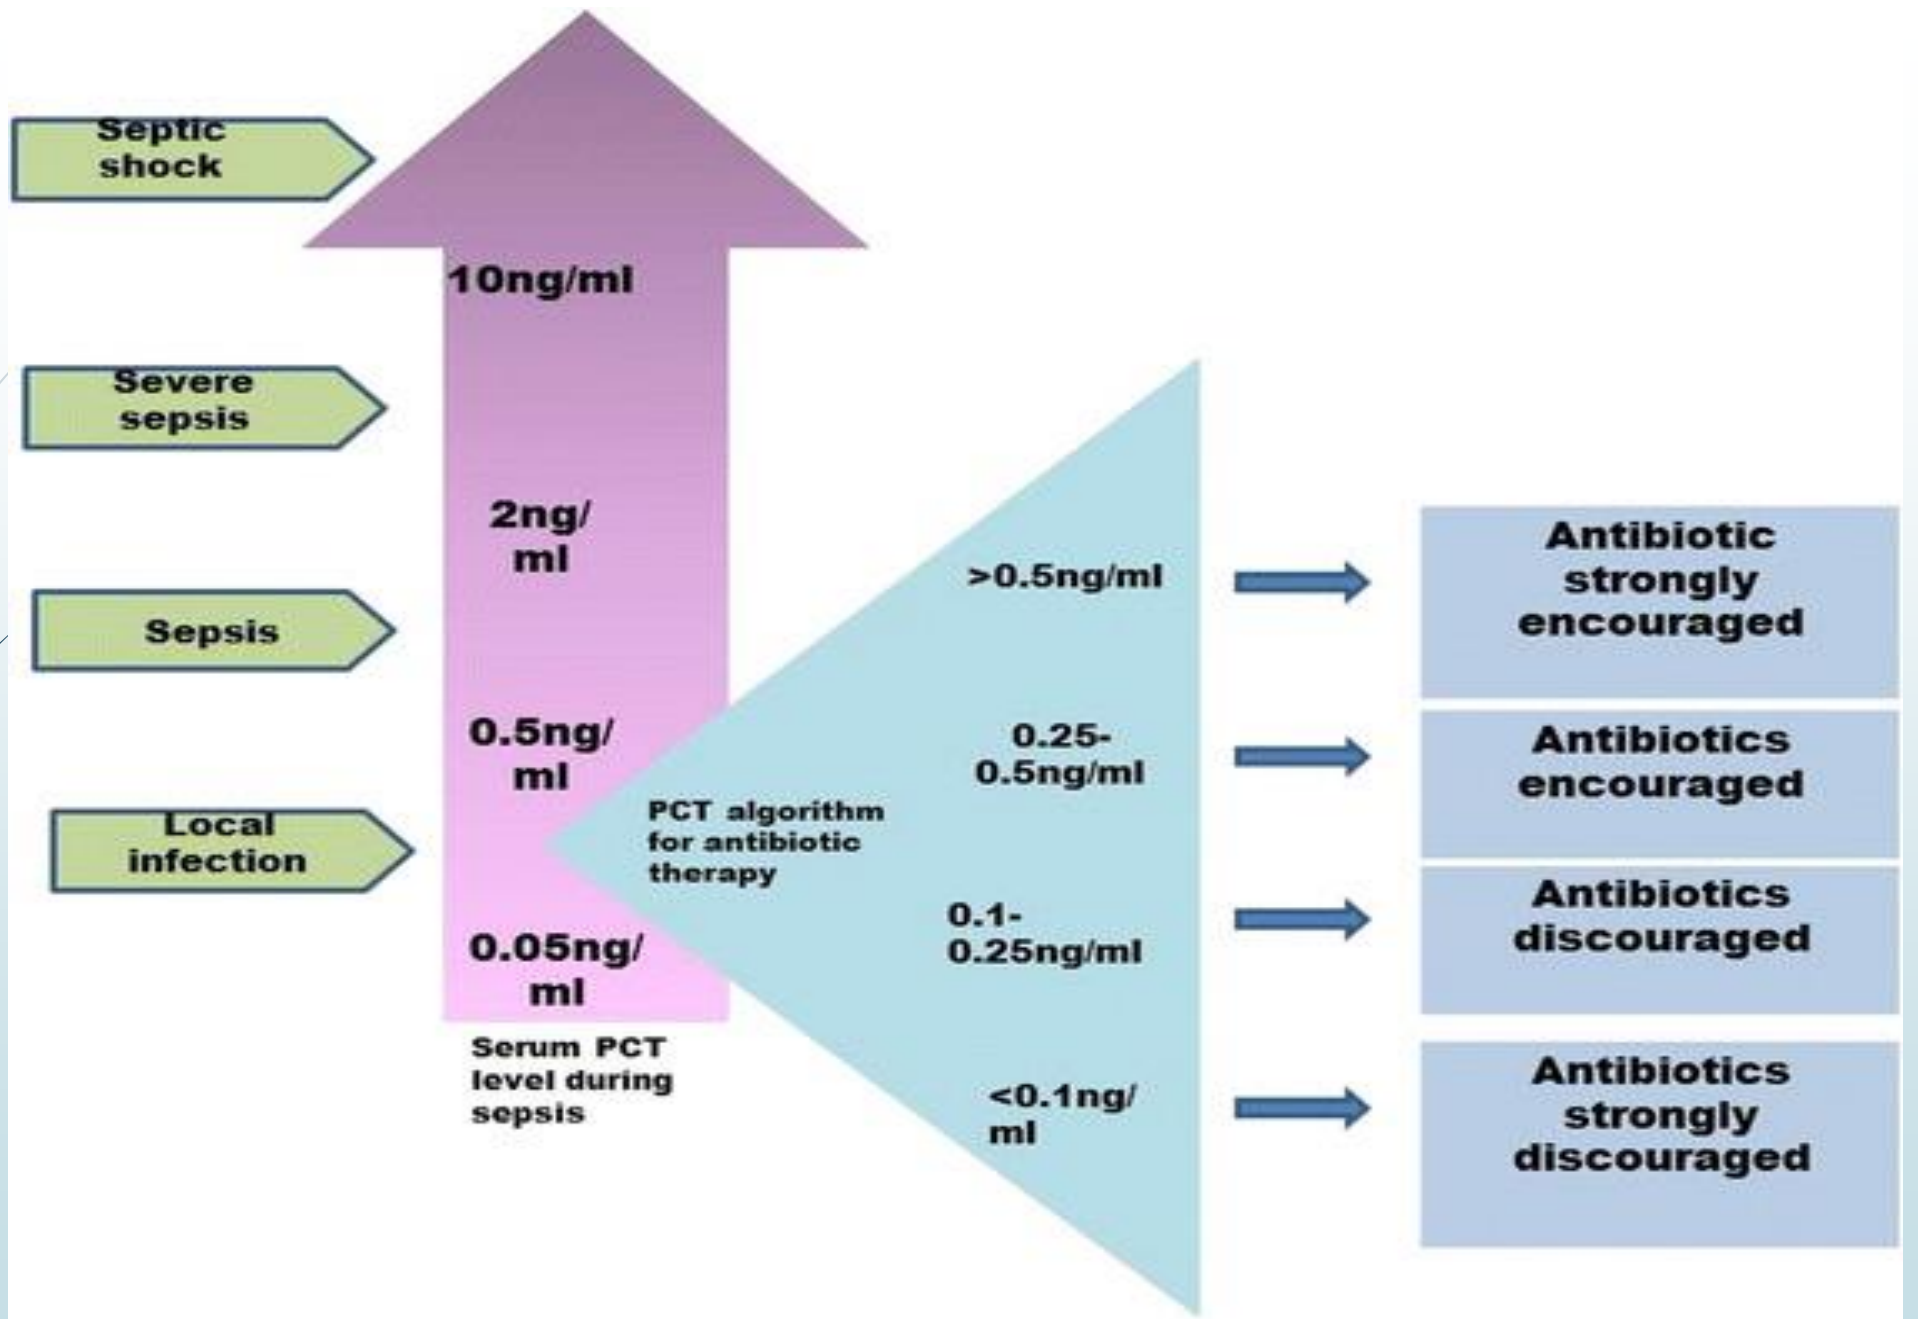 Septic
shock
10ng/ml
Severe
sepsis
2ng/
ml
Sepsis
0.5ng/
ml
Local
infection
0.05ng/
ml
Serum PCT
level during
sepsis
PCT algorithm
for antibiotic
therapy
>0.5ng/ml
Antibiotic
strongly
encouraged
0.25-
0.5ng/ml
Antibiotics
encouraged
0.1-
0.25ng/ml
Antibiotics
discouraged
<0.1ng/
ml
Antibiotics
strongly
discouraged